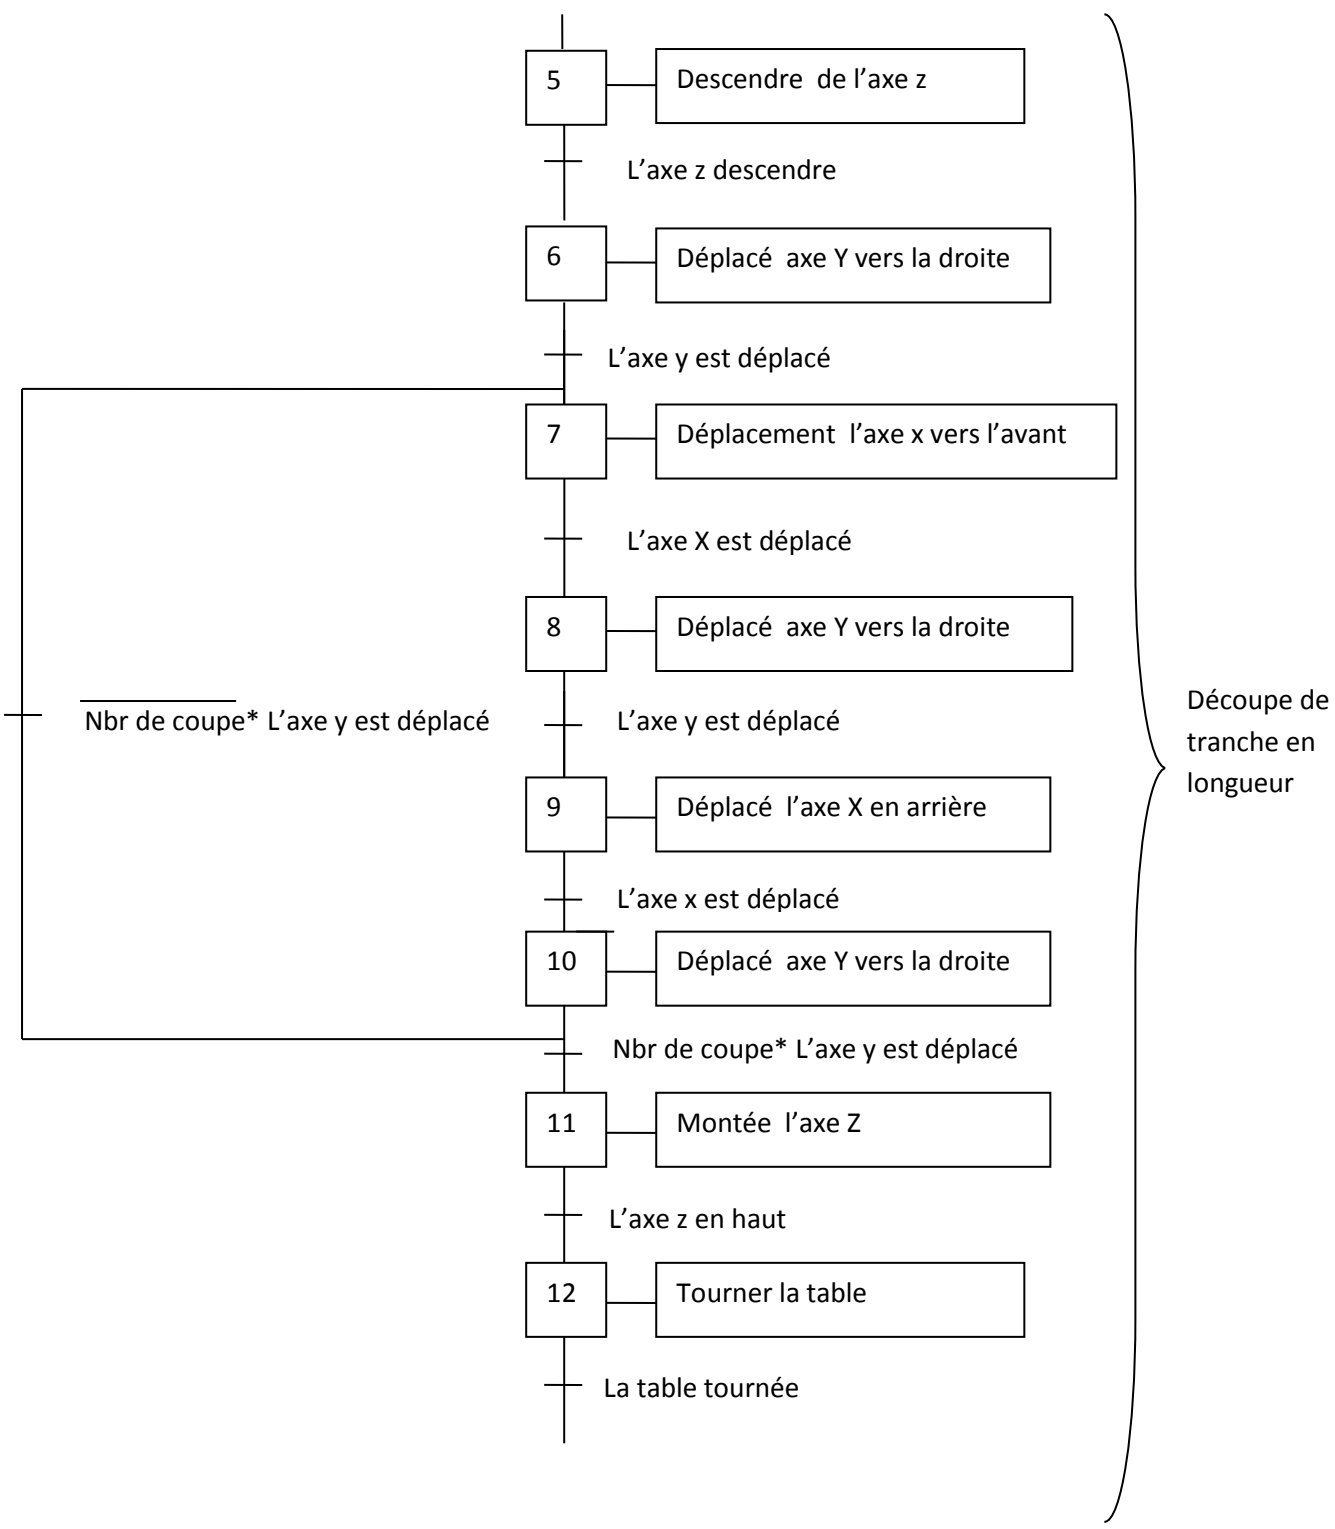 5
Descendre de l'axe z
L'axe z descendre
6
Déplacé axe Y vers la droite
L'axe y est déplacé
7
Déplacement l'axe x vers l'avant
L'axe X est déplacé
8
Déplacé axe Y vers la droite
Nbr de coupe* L'axe y est déplacé
L'axe y est déplacé
Découpe de
tranche en
longueur
9
Déplacé l'axe X en arrière
L'axe x est déplacé
10
Déplacé axe Y vers la droite
Nbr de coupe* L'axe y est déplacé
11
Montée l'axe Z
L'axe z en haut
12
Tourner la table
La table tournée